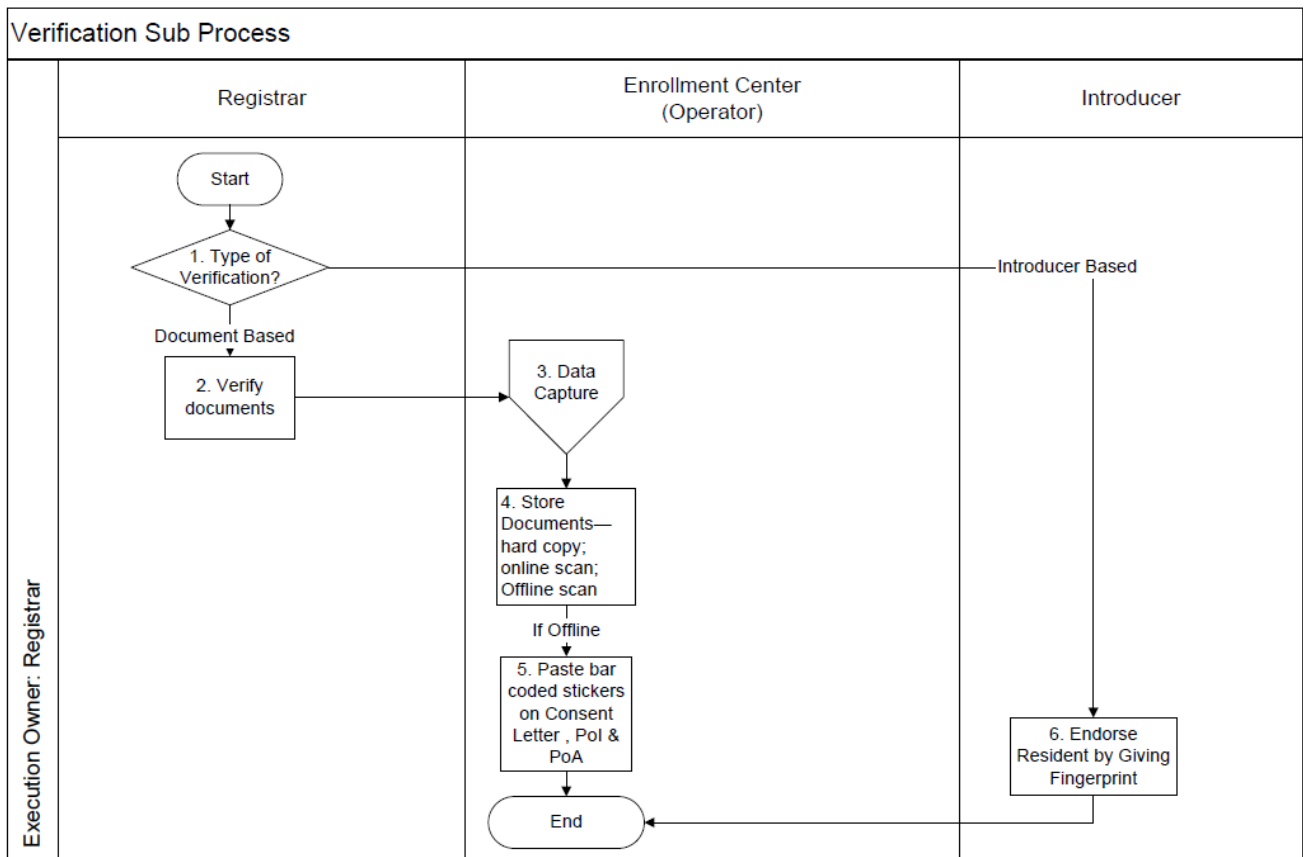 Verification Sub Process
Registrar
Enrollment Center
(Operator)
Introducer
Execution Owner: Registrar
Start
1. Type of
Verification?
Introducer Based
Document Based
2. Verify
documents
3. Data
Capture
4. Store
Documents—
hard copy;
online scan;
Offline scan
If Offline
5. Paste bar
coded stickers
on Consent
Letter , PoI &
PoA
6. Endorse
Resident by Giving
Fingerprint
End